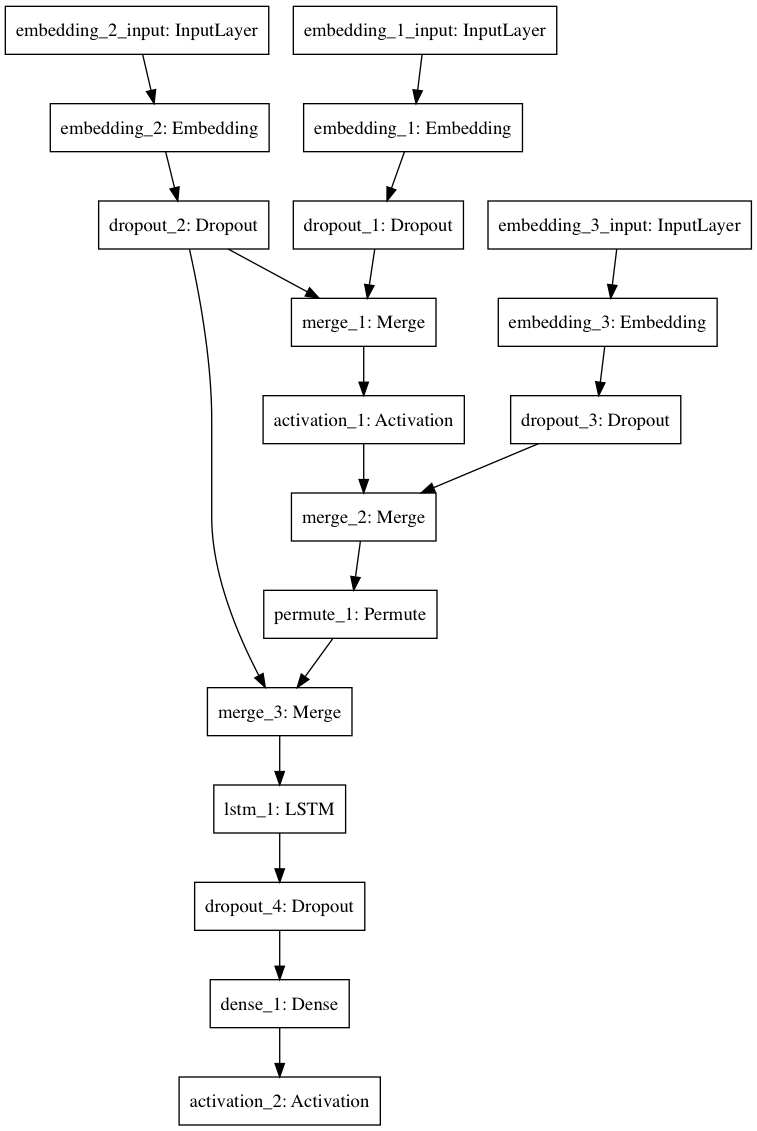 embedding_2_input: InputLayer
embedding_1_input: InputLayer
embedding_2: Embedding
embedding_1: Embedding
dropout_2: Dropout
dropout_1: Dropout
embedding_3_input: InputLayer
merge_1: Merge
embedding_3: Embedding
activation_1: Activation
dropout_3: Dropout
merge_2: Merge
permute_1: Permute
merge_3: Merge
lstm_1: LSTM
dropout_4: Dropout
dense_1: Dense
activation_2: Activation